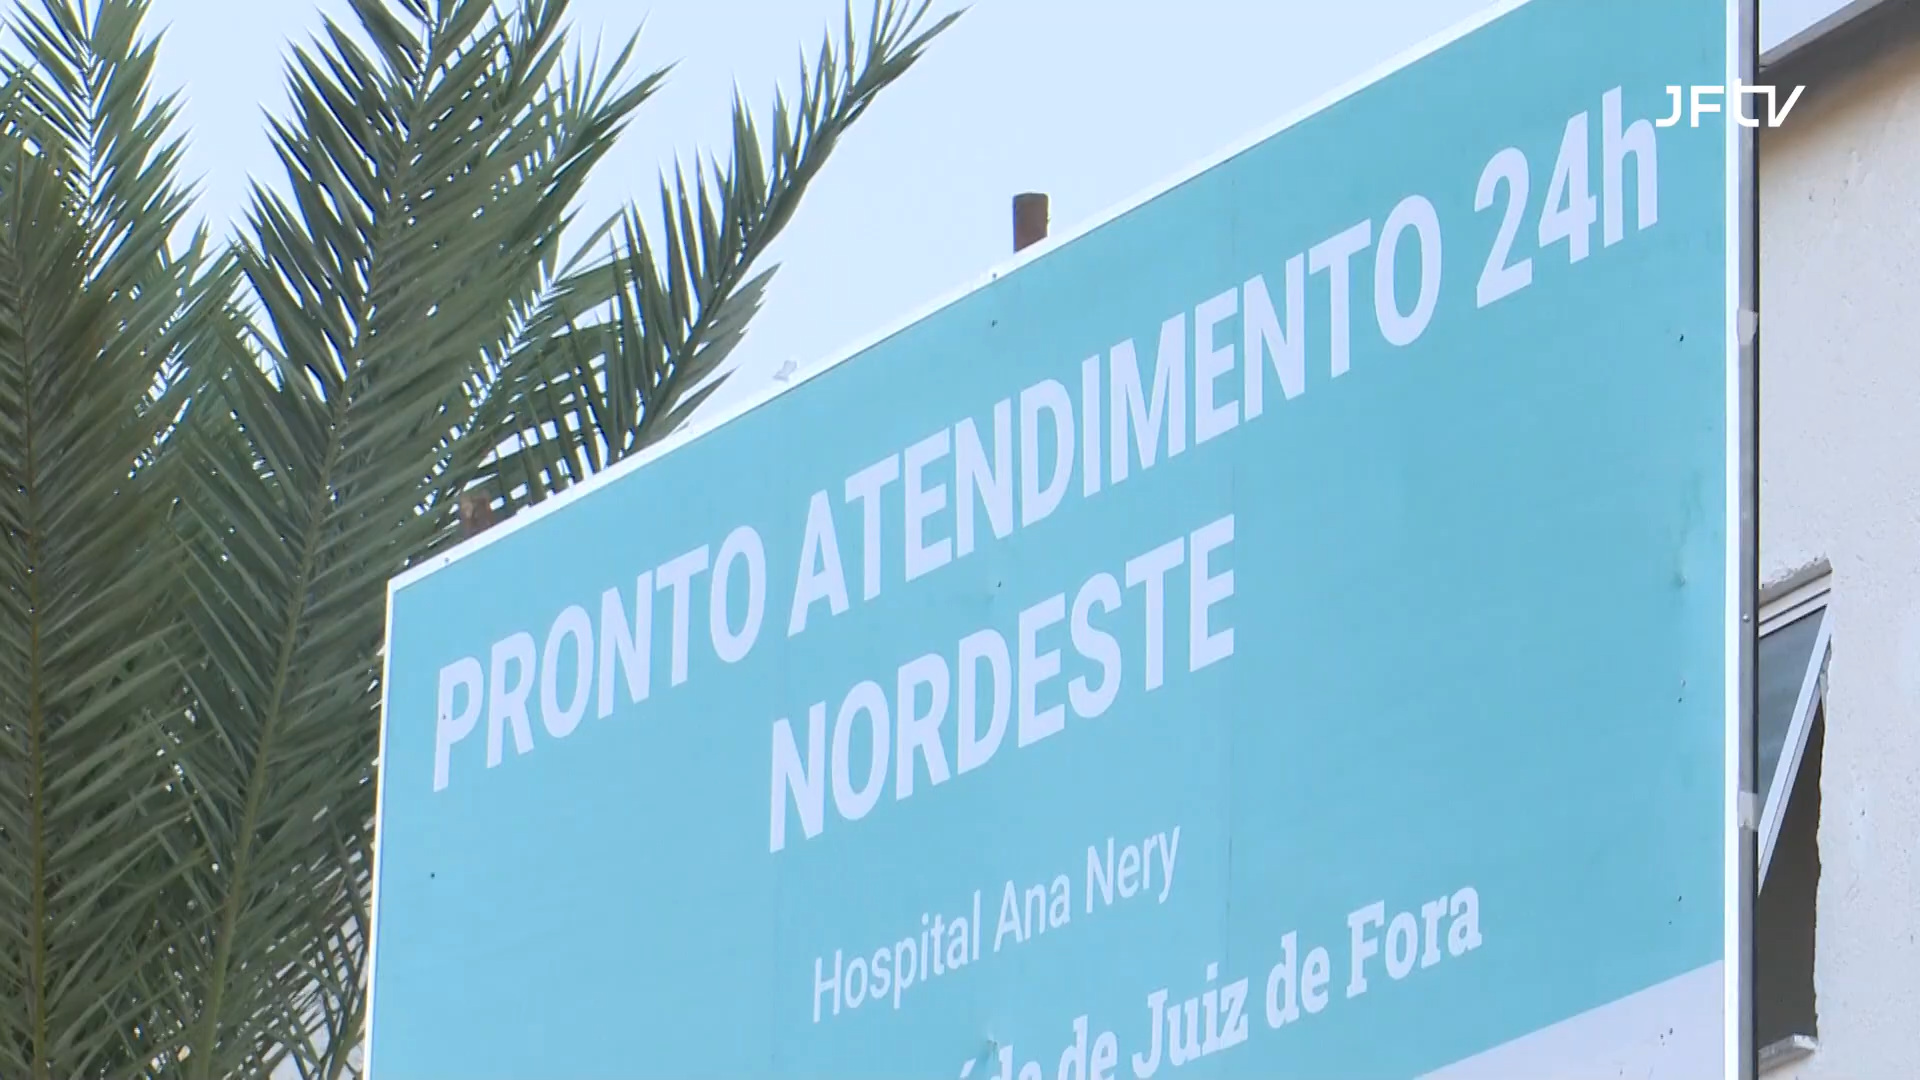 JFTV
PRONTO ATENDIMENTO 24h
NORDESTE
Hospital Ana Nery
de Juiz de Fora